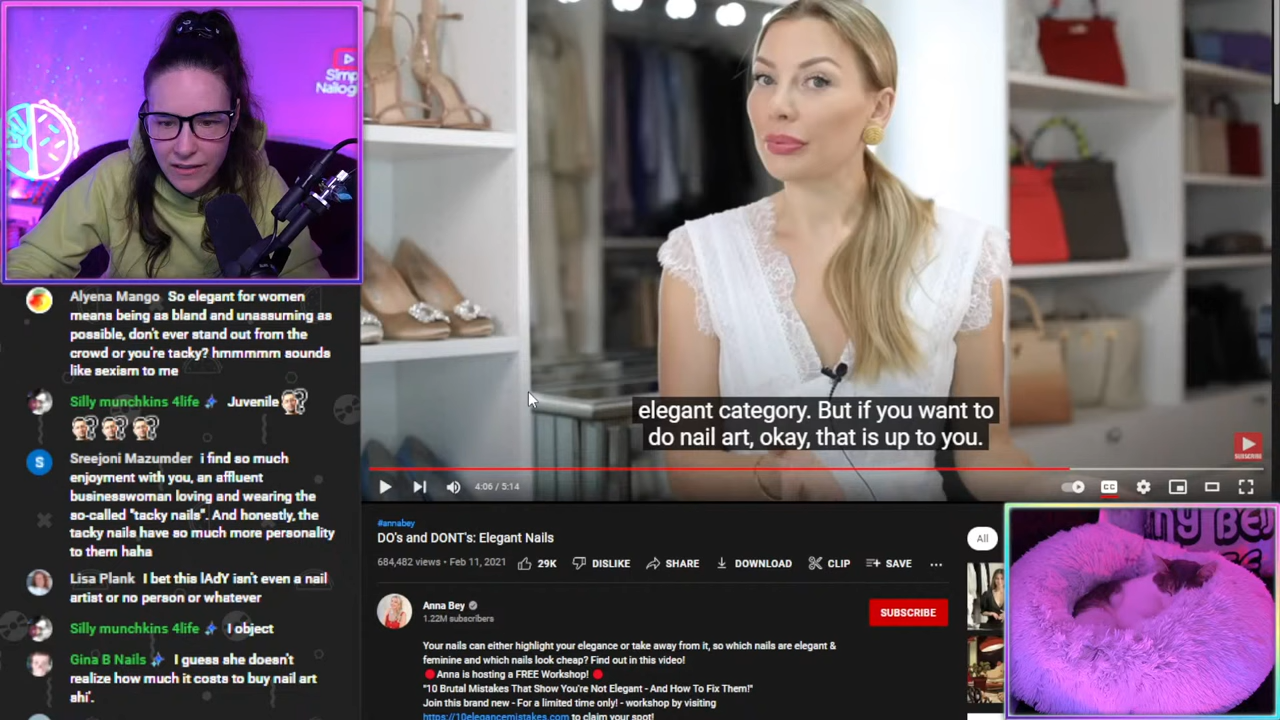 Simply
Nailogical
Alyena Mango So elegant for women
means being as bland and unassuming as
possible, don't ever stand out from the
crowd or you're tacky? hmmmmm sounds
like sexism to me
Silly munchkins 4life Juvenile
S
Sreejoni Mazumder i find so much
enjoyment with you, an affluent
businesswoman loving and wearing the
so-called "tacky nails". And honestly, the
tacky nails have so much more personality
to them haha
Lisa Plank I bet this lAdY isn't even a nail
artist or no person or whatever
Silly munchkins 4life I object
Gina B Nails I guess she doesn't
realize how much it costs to buy nail art
shi'.
elegant category. But if you want to
do nail art, okay, that is up to you.
SUBSCRIBE
4:06 / 5:14
CC
#annabey
DO's and DONT's: Elegant Nails
684,482 views • Feb 11, 2021
29K
DISLIKE
SHARE
DOWNLOAD
CLIP
SAVE
All
Anna Bey
1.22M subscribers
SUBSCRIBE
Your nails can either highlight your elegance or take away from it, so which nails are elegant &
feminine and which nails look cheap? Find out in this video!
🔴Anna is hosting a FREE Workshop! 🔴
"10 Brutal Mistakes That Show You're Not Elegant - And How To Fix Them!"
Join this brand new - For a limited time only! - workshop by visiting
https://10elegancemistakes.com to claim your spot!